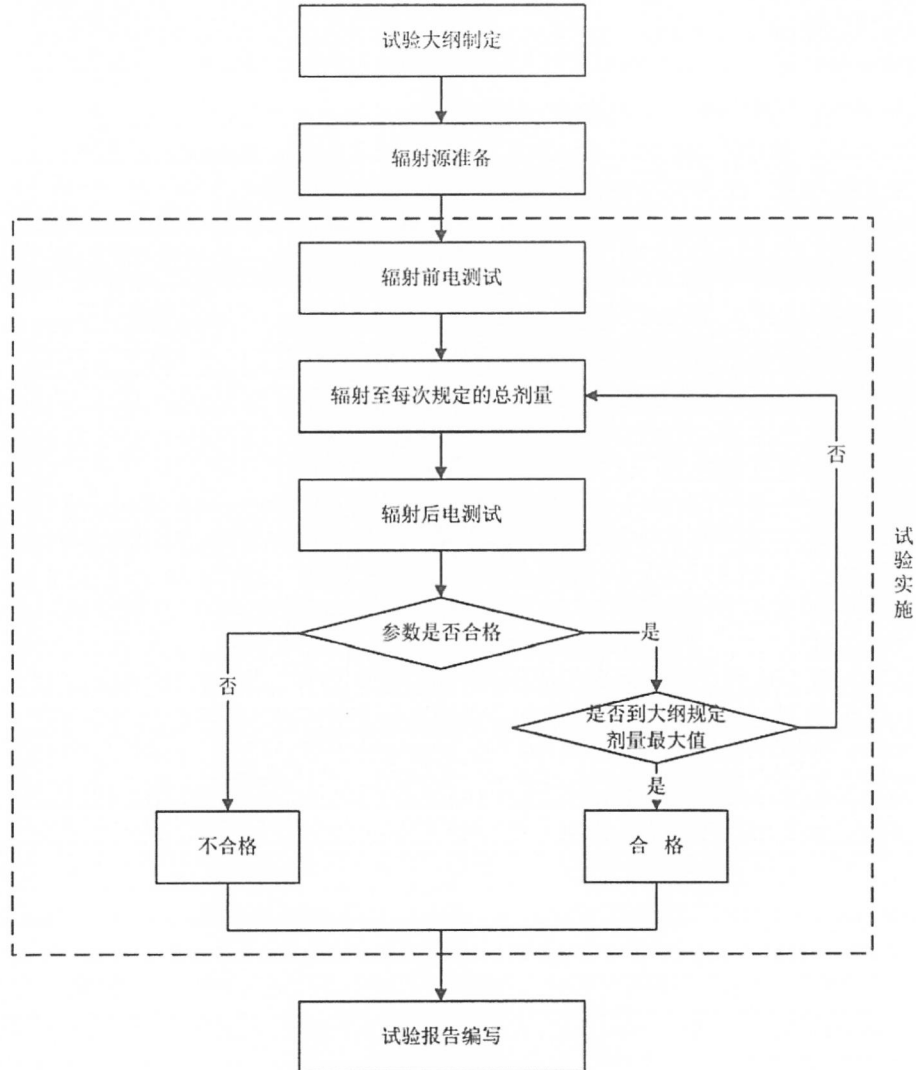 试验大纲制定
辐射源准备
辐射前电测试
辐射至每次规定的总剂量
否
辐射后电测试
试
验
实
施
参数是否合格
是
否
是否到大纲规定
剂量最大值
是
不合格
合 格
试验报告编写